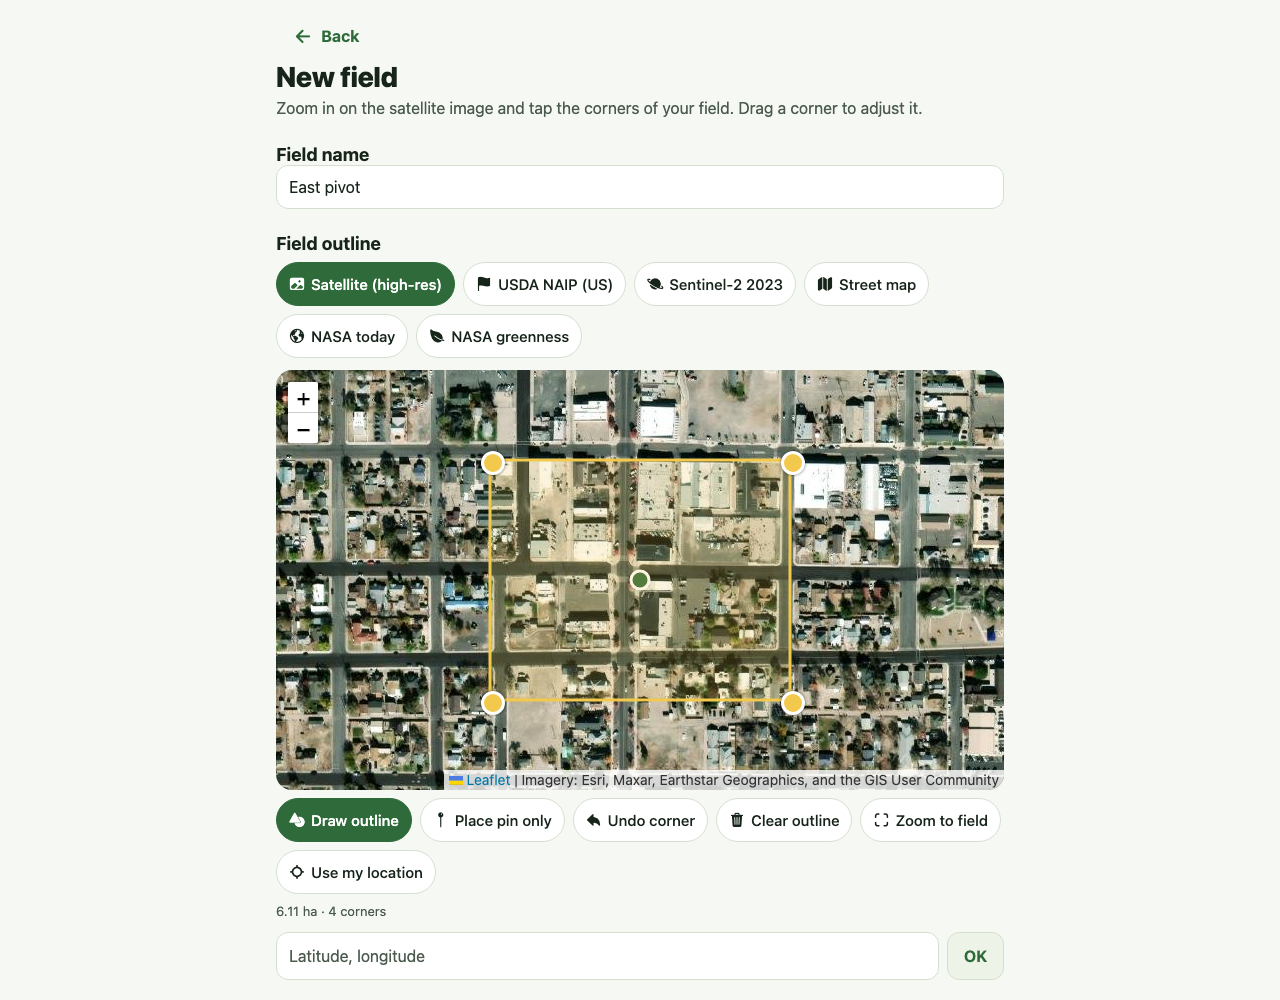 Back
New field
Zoom in on the satellite image and tap the corners of your field. Drag a corner to adjust it.
Field name
East pivot
Field outline
Satellite (high-res)
USDA NAIP (US)
Sentinel-2 2023
Street map
NASA today
NASA greenness
+
−
Leaflet | Imagery: Esri, Maxar, Earthstar Geographics, and the GIS User Community
Draw outline
Place pin only
Undo corner
Clear outline
Zoom to field
Use my location
6.11 ha · 4 corners
Latitude, longitude
OK